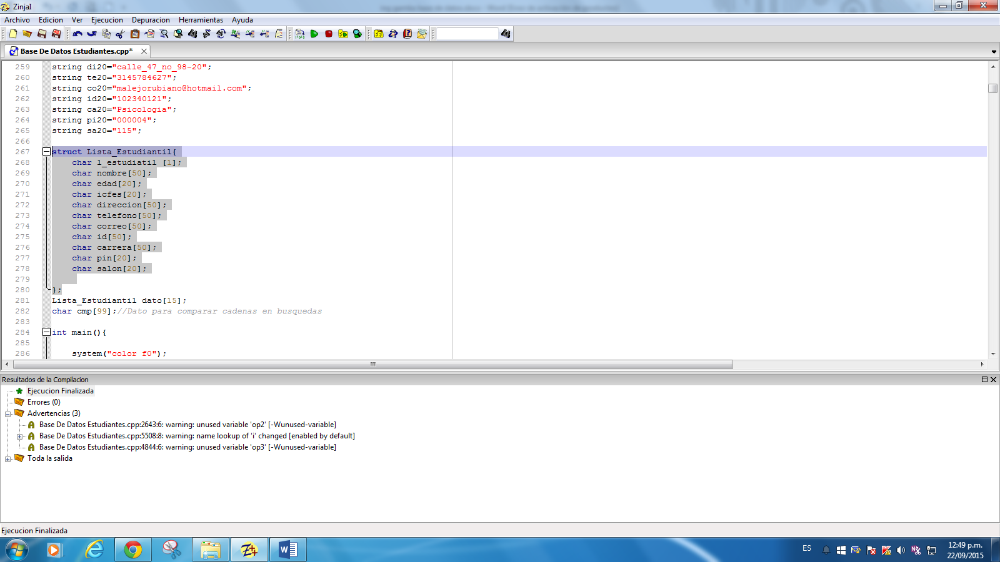 ZinjaI
Archivo Edicion Ver Ejecucion Depuracion Herramientas Ayuda
Base De Datos Estudiantes.cpp*
259 string di20="calle_47_no_98-20";
260 string te20="3145784627";
261 string co20="malejorubiano@hotmail.com";
262 string id20="102340121";
263 string ca20="Psicologia";
264 string pi20="000004";
265 string sa20="115";
266
267 struct Lista_Estudiantil{
268 char l_estudiatil [1];
269 char nombre[50];
270 char edad[20];
271 char icfes[20];
272 char direccion[50];
273 char telefono[50];
274 char correo[50];
275 char id[50];
276 char carrera[50];
277 char pin[20];
278 char salon[20];
279
280 };
281 Lista_Estudiantil dato[15];
282 char cmp[99];//Dato para comparar cadenas en busquedas
283
284 int main(){
285
286 system("color f0");
Resultados de la Compilacion
Ejecucion Finalizada
Errores (0)
Advertencias (3)
Base De Datos Estudiantes.cpp:2643:6: warning: unused variable 'op2' [-Wunused-variable]
Base De Datos Estudiantes.cpp:5508:8: warning: name lookup of 'i' changed [enabled by default]
Base De Datos Estudiantes.cpp:4844:6: warning: unused variable 'op3' [-Wunused-variable]
Toda la salida
Ejecucion Finalizada
ES
12:49 p.m.
22/09/2015